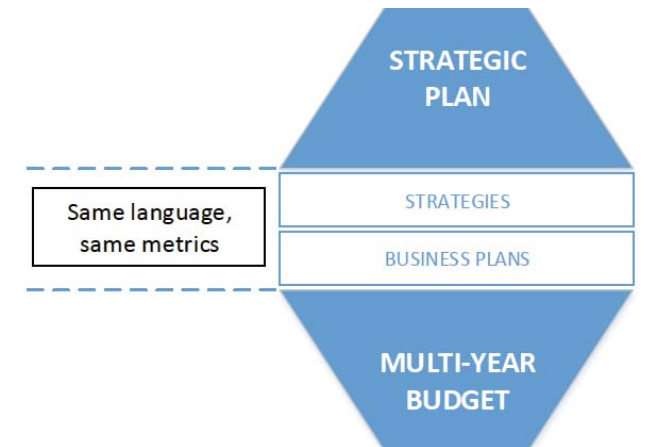 STRATEGIC
PLAN
Same language,
same metrics
STRATEGIES
BUSINESS PLANS
MULTI-YEAR
BUDGET